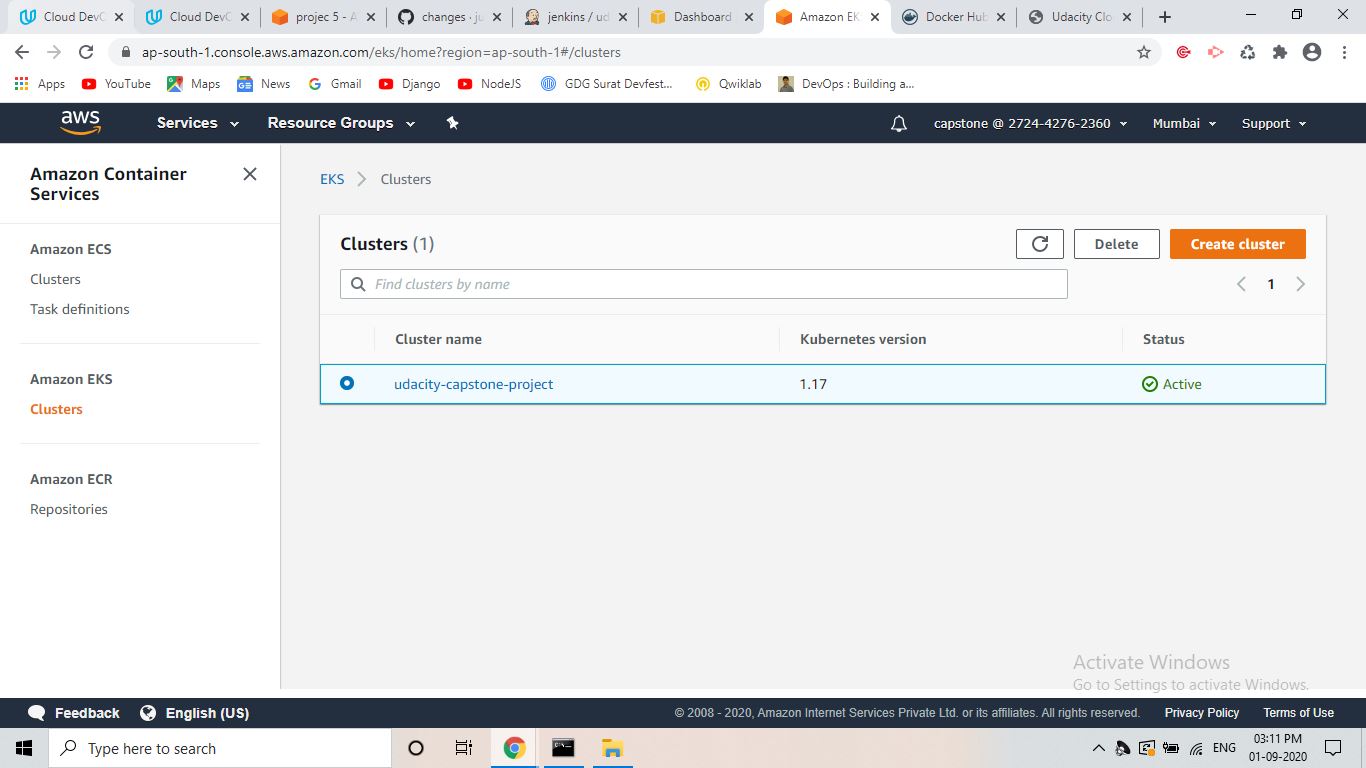 Cloud DevO
Cloud DevO
projec 5 - A
changes · ju
jenkins / ud
Dashboard
Amazon EK
Docker Hub
Udacity Clo
ap-south-1.console.aws.amazon.com/eks/home?region=ap-south-1#/clusters
Apps
YouTube
Maps
News
Gmail
Django
NodeJS
GDG Surat Devfest...
Qwiklab
DevOps : Building a...
aws
Services
Resource Groups
capstone @ 2724-4276-2360
Mumbai
Support
Amazon Container
Services
Amazon ECS
Clusters
Task definitions
Amazon EKS
Clusters
Amazon ECR
Repositories
EKS
Clusters
Clusters (1)
Delete
Create cluster
Find clusters by name
1
Cluster name
Kubernetes version
Status
udacity-capstone-project
1.17
Active
Activate Windows
Go to Settings to activate Windows.
Feedback
English (US)
© 2008 - 2020, Amazon Internet Services Private Ltd. or its affiliates. All rights reserved.
Privacy Policy
Terms of Use
Type here to search
ENG
03:11 PM
01-09-2020